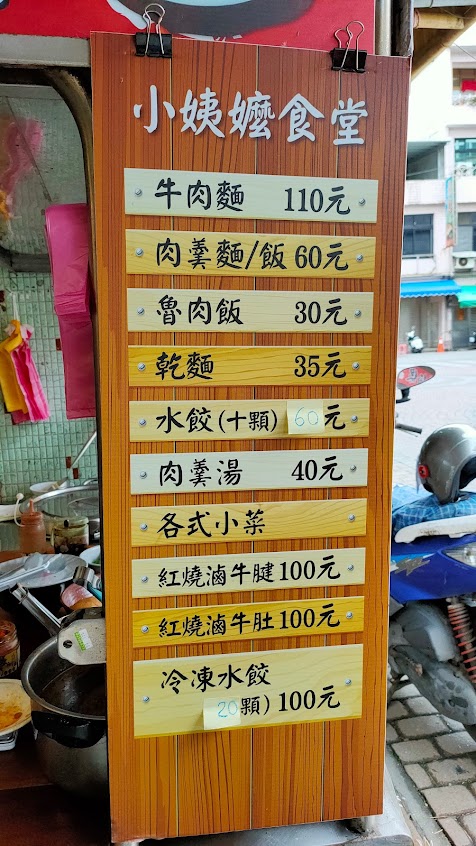 小姨嬤食堂
牛肉麵 110元
肉羹麵/飯 60元
魯肉飯 30元
乾麵 35元
水餃(十顆) 60元
肉羹湯 40元
各式小菜
紅燒滷牛腱100元
紅燒滷牛肚100元
冷凍水餃
20顆) 100元